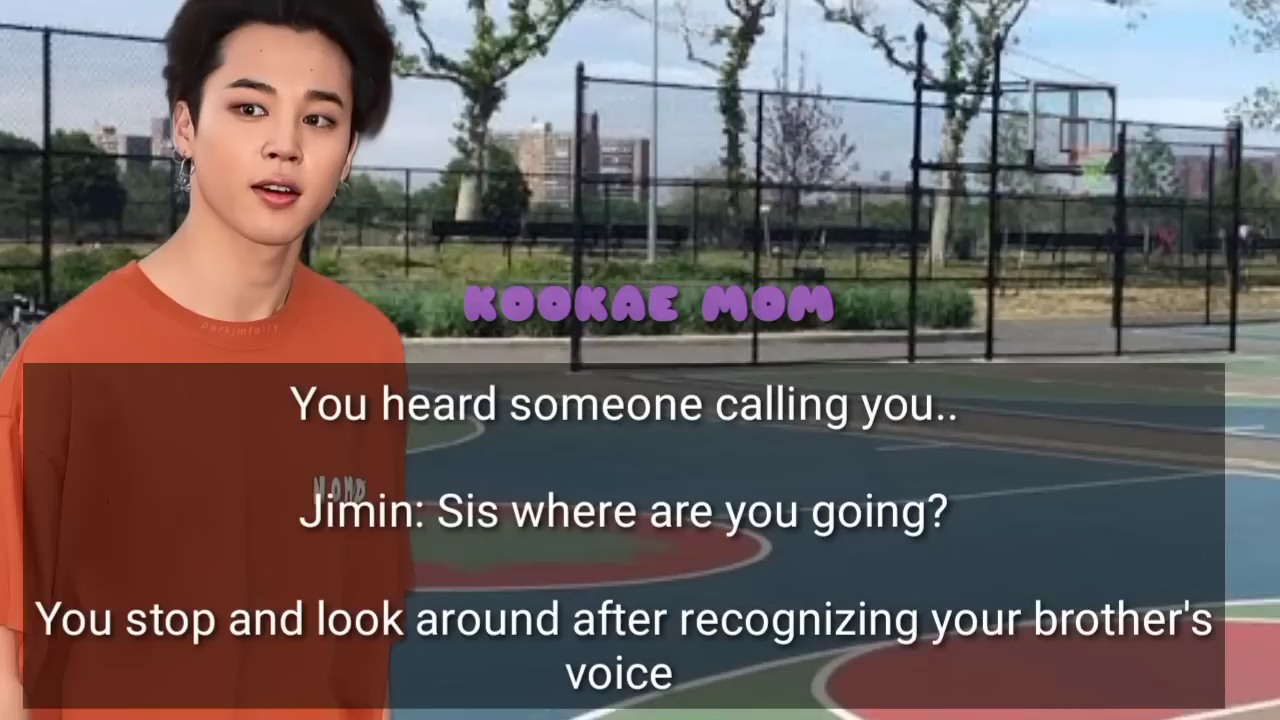 parkjmfairy
KOOKAE MOM
You heard someone calling you..
Jimin: Sis where are you going?
You stop and look around after recognizing your brother's
voice